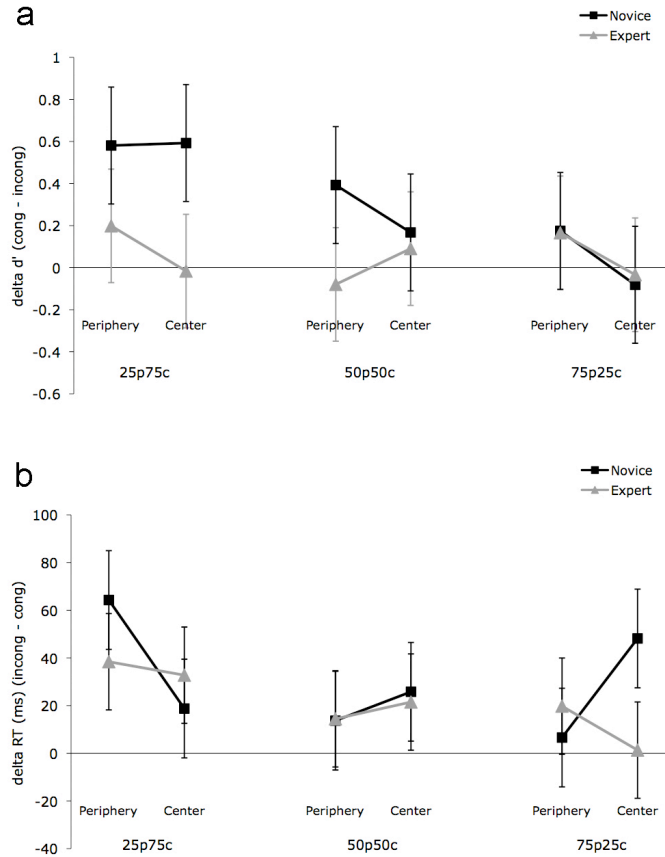 a
Novice
Expert
1
0.8
0.6
0.4
0.2
0
-0.2
-0.4
-0.6
delta d' (cong - incong)
Periphery Center Periphery Center Periphery Center
25p75c 50p50c 75p25c
b
Novice
Expert
100
80
60
40
20
0
-20
-40
delta RT (ms) (incong - cong)
Periphery Center Periphery Center Periphery Center
25p75c 50p50c 75p25c